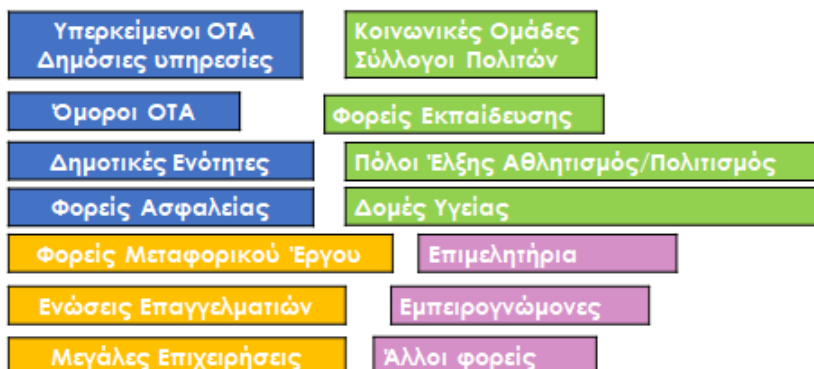 Υπερκείμενοι ΟΤΑ
Δημόσιες υπηρεσίες
Κοινωνικές Ομάδες
Σύλλογοι Πολιτών
Όμοροι ΟΤΑ
Φορείς Εκπαίδευσης
Δημοτικές Ενότητες
Πόλοι Έλξης Αθλητισμός/Πολιτισμός
Φορείς Ασφαλείας
Δομές Υγείας
Φορείς Μεταφορικού Έργου
Επιμελητήρια
Ενώσεις Επαγγελματιών
Εμπειρογνώμονες
Μεγάλες Επιχειρήσεις
Άλλοι φορείς